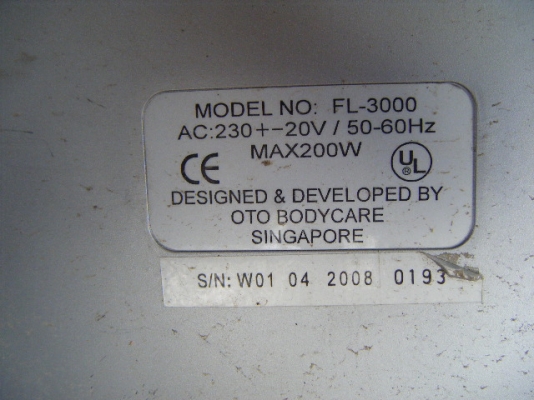 MODEL NO: FL-3000
AC:230+-20V / 50-60Hz
MAX200W
CE
UL
DESIGNED & DEVELOPED BY
OTO BODYCARE
SINGAPORE
S/N: W01 04 2008 0193